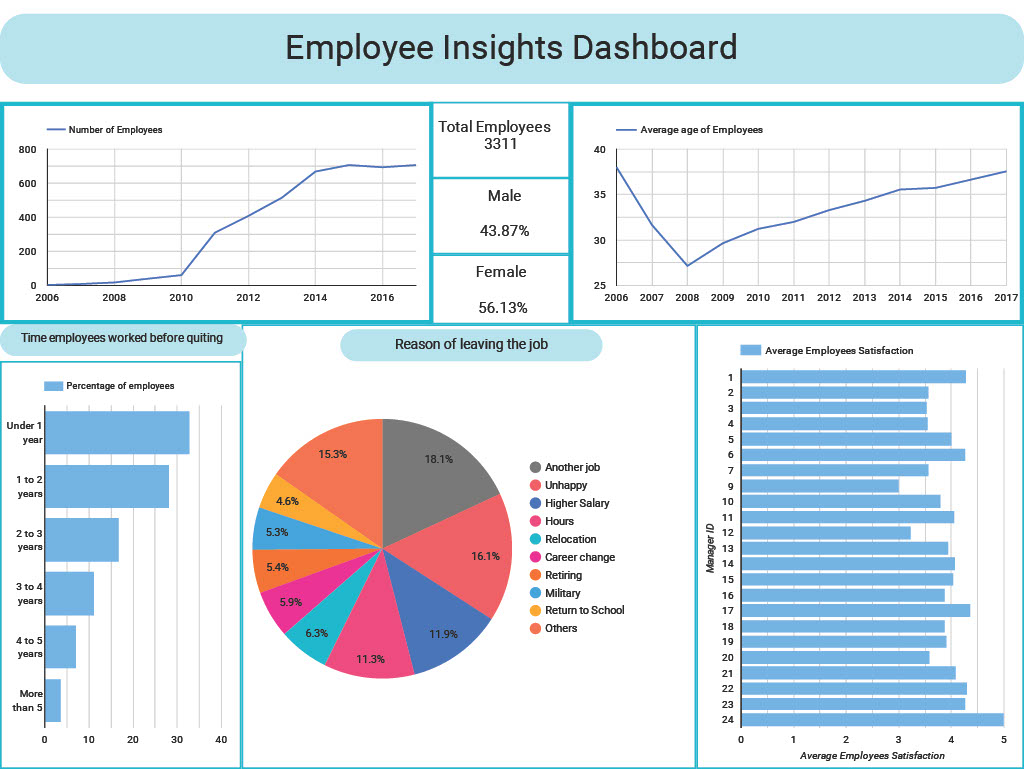 Employee Insights Dashboard
Number of Employees
800
600
400
200
0
2006 2008 2010 2012 2014 2016
Total Employees
3311
Male
43.87%
Female
56.13%
Average age of Employees
40
35
30
25
2006 2007 2008 2009 2010 2011 2012 2013 2014 2015 2016 2017
Time employees worked before quiting
Percentage of employees
Under 1
year
1 to 2
years
2 to 3
years
3 to 4
years
4 to 5
years
More
than 5
0 10 20 30 40
Reason of leaving the job
18.1%
16.1%
11.9%
11.3%
6.3%
5.9%
5.4%
5.3%
4.6%
15.3%
Another job
Unhappy
Higher Salary
Hours
Relocation
Career change
Retiring
Military
Return to School
Others
Average Employees Satisfaction
Manager ID
1
2
3
4
5
6
7
9
10
11
12
13
14
15
16
17
18
19
20
21
22
23
24
0 1 2 3 4 5
Average Employees Satisfaction